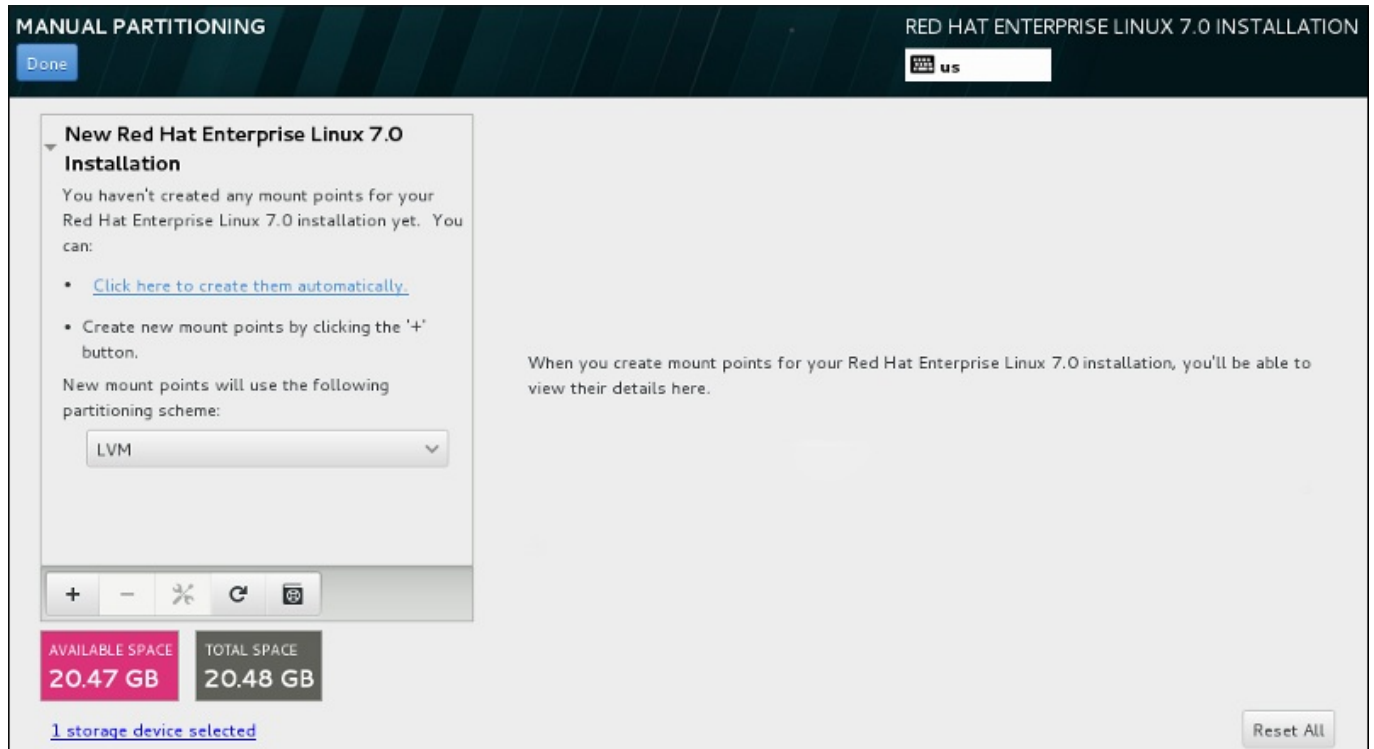 MANUAL PARTITIONING
RED HAT ENTERPRISE LINUX 7.0 INSTALLATION
Done
us
New Red Hat Enterprise Linux 7.0
Installation
You haven't created any mount points for your
Red Hat Enterprise Linux 7.0 installation yet. You
can:
• Click here to create them automatically.
• Create new mount points by clicking the '+'
button.
New mount points will use the following
partitioning scheme:
LVM
When you create mount points for your Red Hat Enterprise Linux 7.0 installation, you'll be able to
view their details here.
AVAILABLE SPACE
20.47 GB
TOTAL SPACE
20.48 GB
1 storage device selected
Reset All